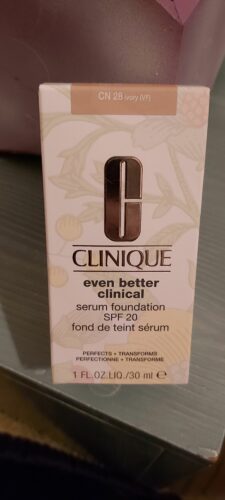 CN 28 ivory (VF)
CLINIQUE
even better
clinical
serum foundation
SPF 20
fond de teint sérum
PERFECTS + TRANSFORMS
PERFECTIONNE + TRANSFORME
1 FL.OZ.LIQ./30 ml ℮